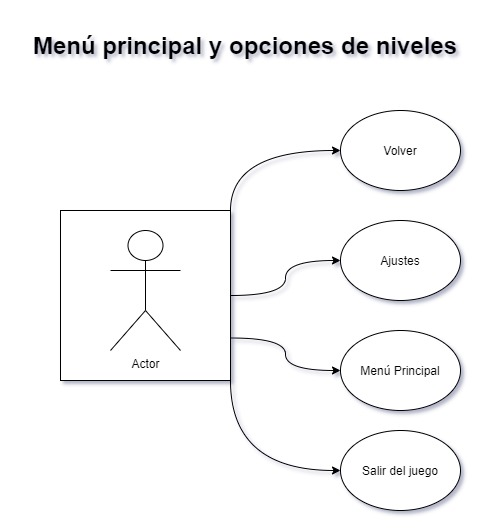 Menú principal y opciones de niveles
Volver
Ajustes
Actor
Menú Principal
Salir del juego